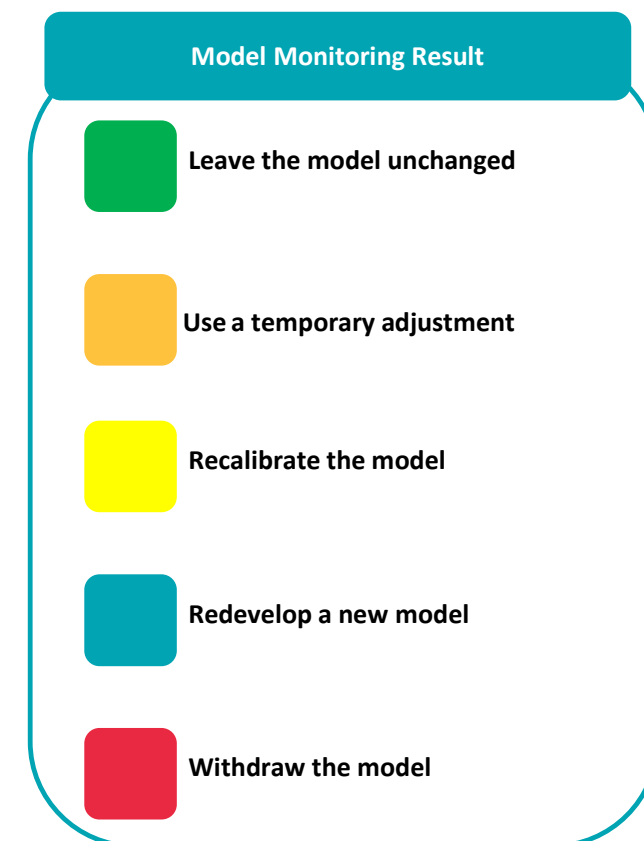 Model Monitoring Result
Leave the model unchanged
Use a temporary adjustment
Recalibrate the model
Redevelop a new model
Withdraw the model